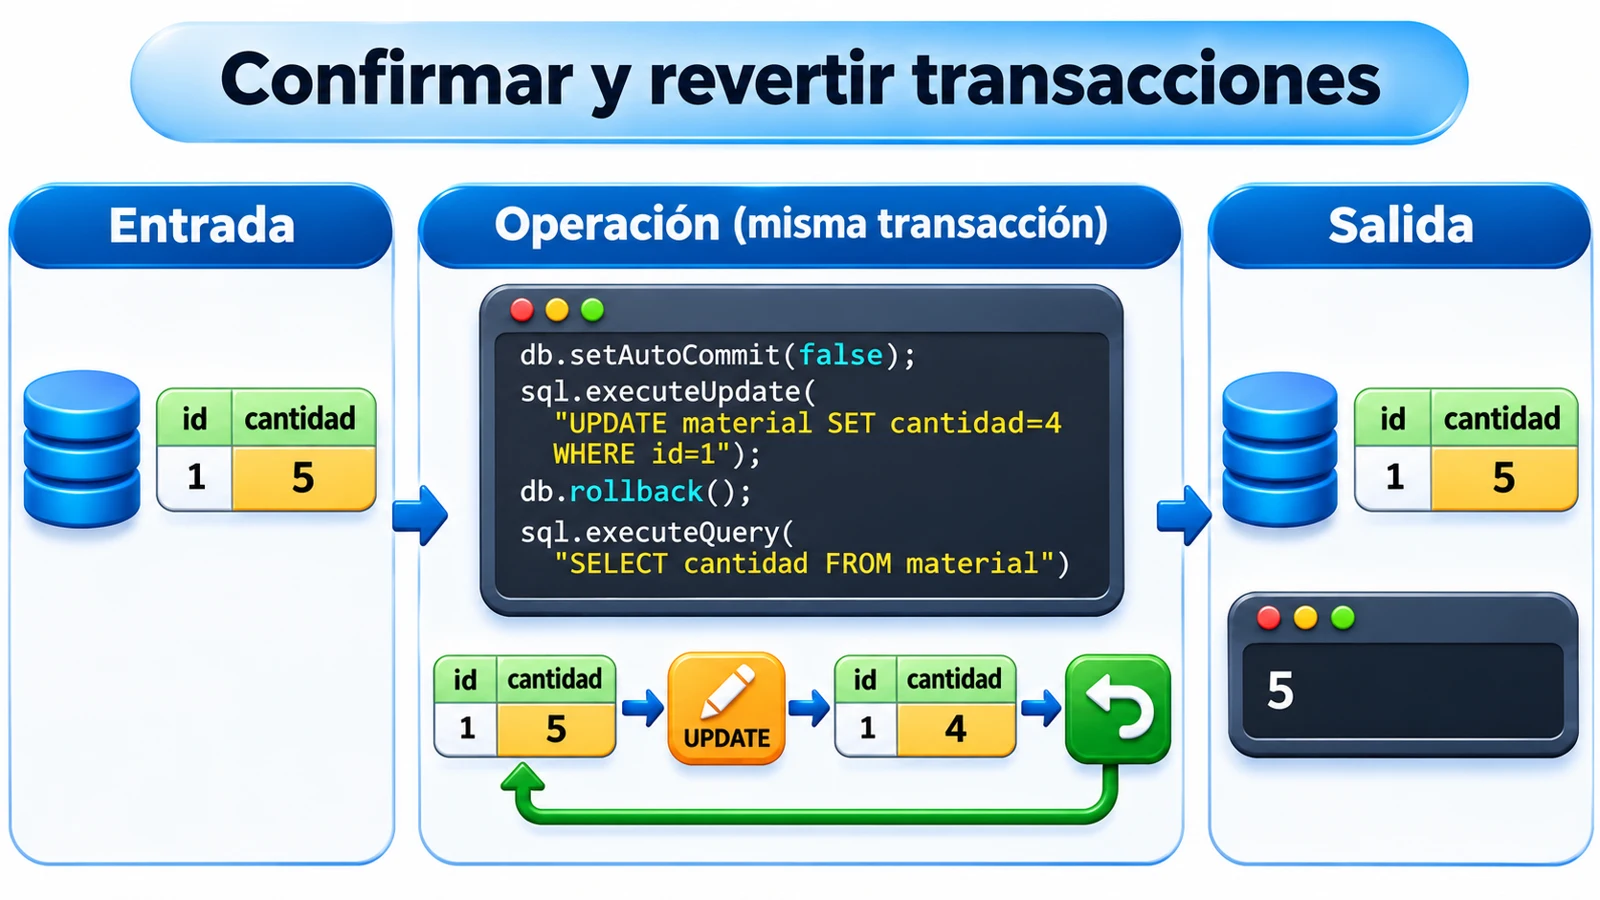 Confirmar y revertir transacciones
Entrada
id cantidad
1 5
Operación (misma transacción)
db.setAutoCommit(false);
sql.executeUpdate(
"UPDATE material SET cantidad=4
WHERE id=1");
db.rollback();
sql.executeQuery(
"SELECT cantidad FROM material")
id cantidad
1 5
UPDATE
id cantidad
1 4
Salida
id cantidad
1 5
5